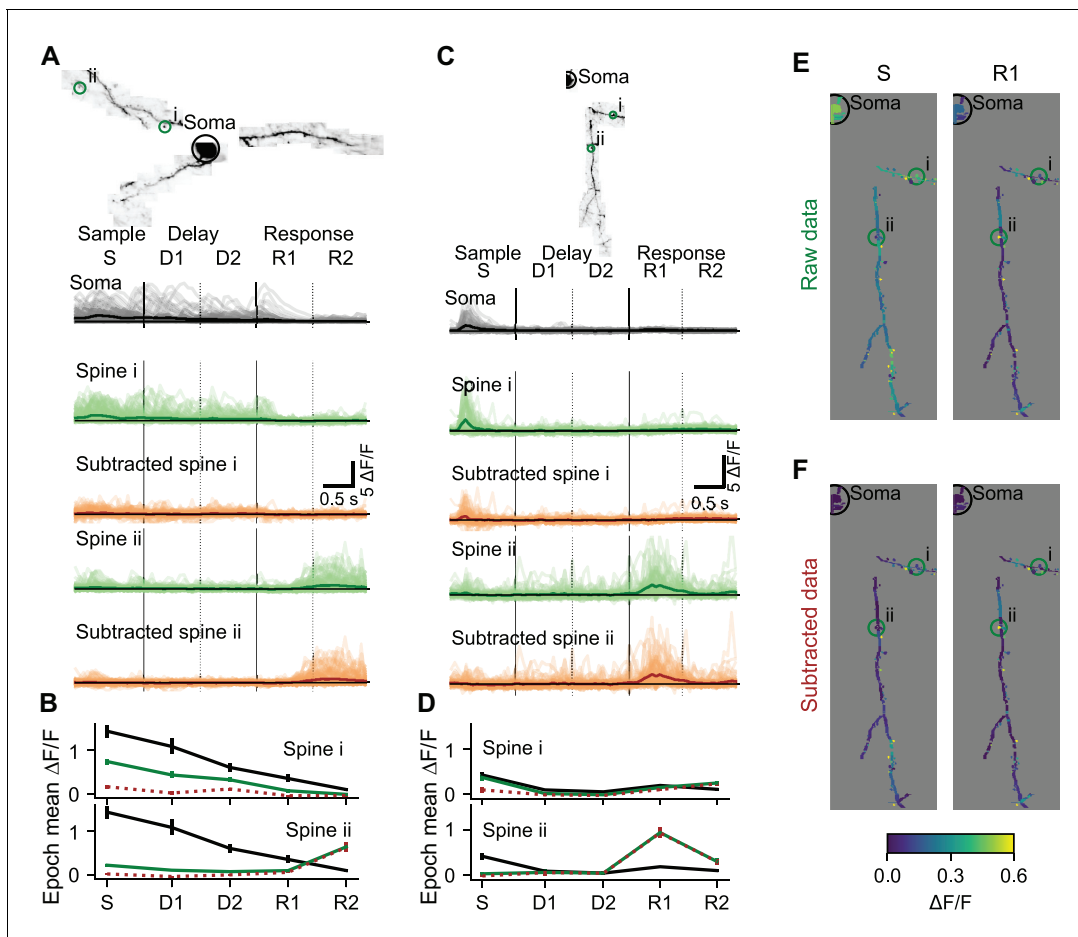 A
ii
i
Soma
Sample Delay Response
S D1 D2 R1 R2
Soma
Spine i
Subtracted spine i
0.5 s
5 ΔF/F
Spine ii
Subtracted spine ii
B
Epoch mean ΔF/F
1
0
Spine i
1
0
Spine ii
S D1 D2 R1 R2
C
Soma
i
ii
Sample Delay Response
S D1 D2 R1 R2
Soma
Spine i
Subtracted spine i
0.5 s
5 ΔF/F
Spine ii
Subtracted spine ii
D
Epoch mean ΔF/F
1
0
Spine i
1
0
Spine ii
S D1 D2 R1 R2
E
S R1
Raw data
Soma
i
ii
Soma
i
ii
F
Subtracted data
Soma
i
ii
Soma
i
ii
0.0 0.3 0.6
ΔF/F